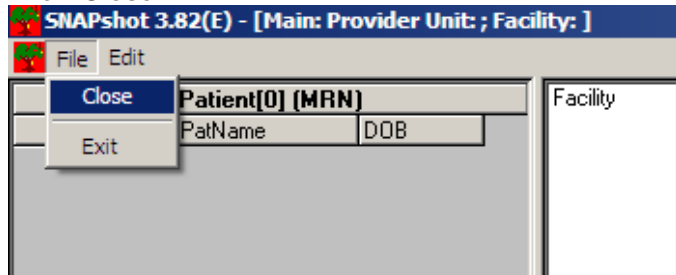 SNAPshot 3.82(E) - [Main: Provider Unit: ; Facility: ]
File Edit
Close
Exit
Patient[0] (MRN)
PatName DOB
Facility